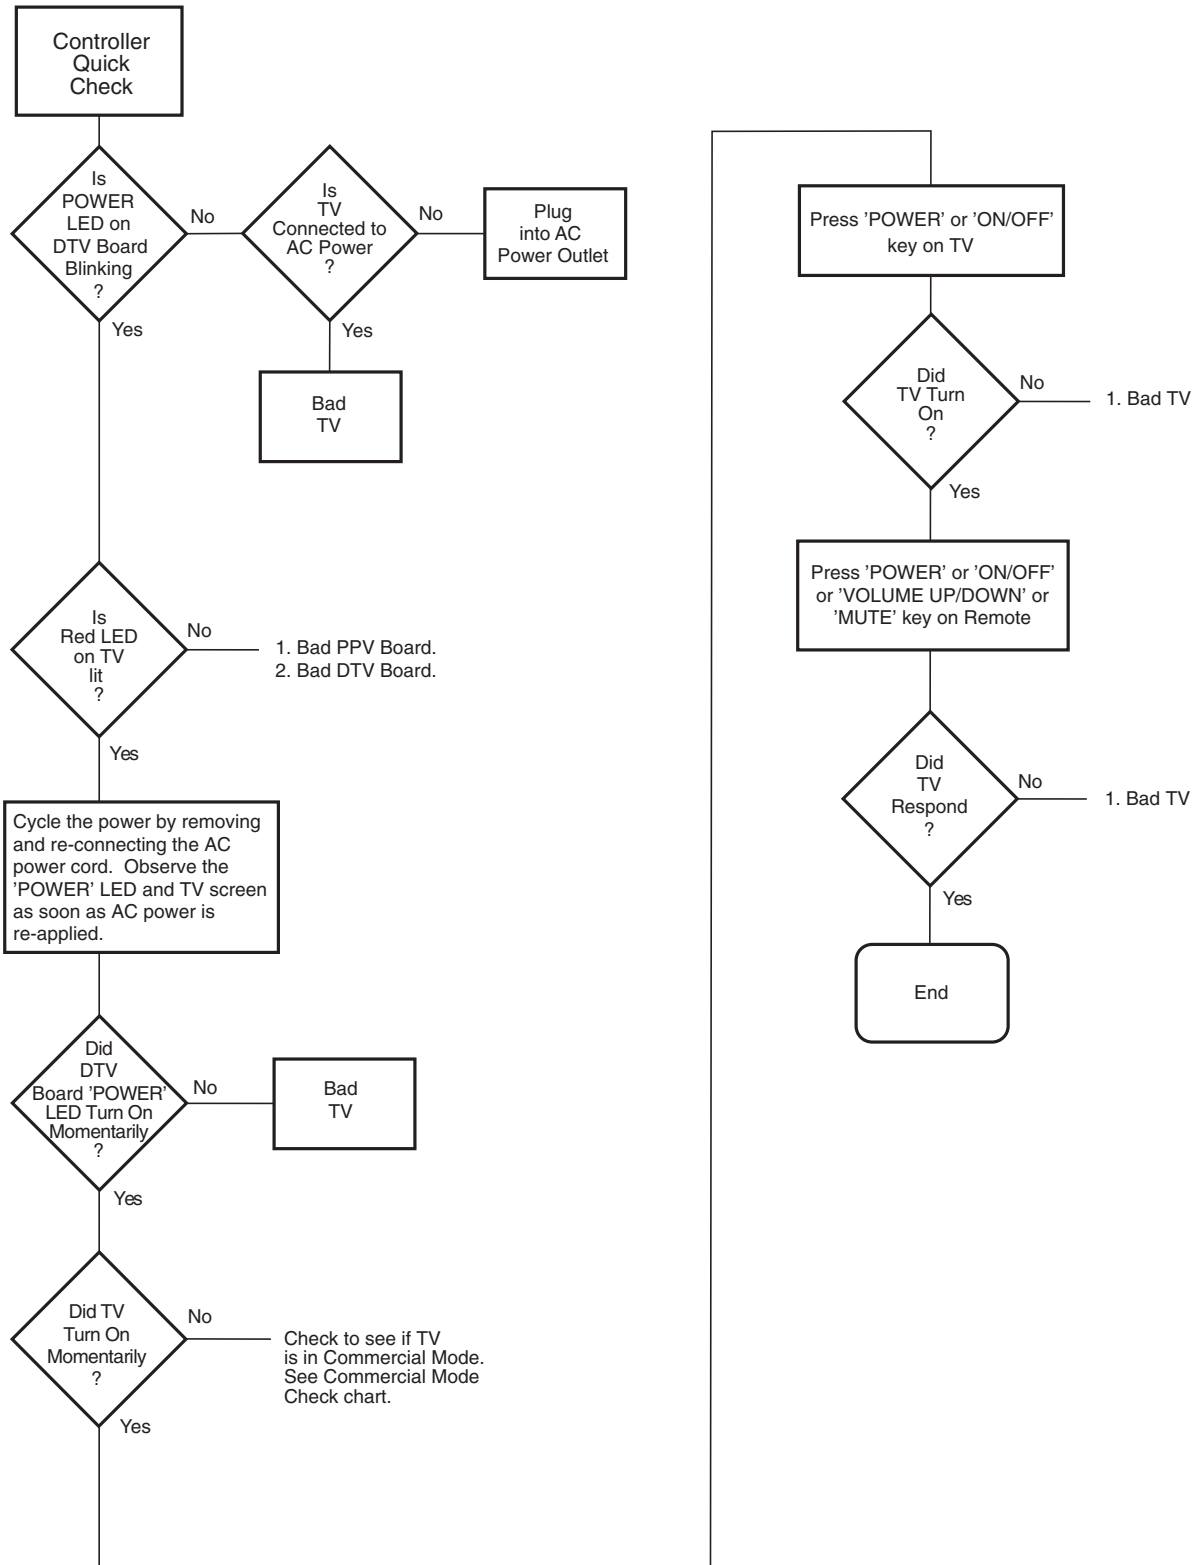 Controller
Quick
Check
Is
POWER
LED on
DTV Board
Blinking
?
No
Yes
Is
TV
Connected to
AC Power
?
No
Yes
Plug
into AC
Power Outlet
Bad
TV
Is
Red LED
on TV
lit
?
No
1. Bad PPV Board.
2. Bad DTV Board.
Yes
Cycle the power by removing
and re-connecting the AC
power cord. Observe the
'POWER' LED and TV screen
as soon as AC power is
re-applied.
Did
DTV
Board 'POWER'
LED Turn On
Momentarily
?
No
Bad
TV
Yes
Did TV
Turn On
Momentarily
?
No
Check to see if TV
is in Commercial Mode.
See Commercial Mode
Check chart.
Yes
Press 'POWER' or 'ON/OFF'
key on TV
Did
TV Turn
On
?
No
1. Bad TV
Yes
Press 'POWER' or 'ON/OFF'
or 'VOLUME UP/DOWN' or
'MUTE' key on Remote
Did
TV
Respond
?
No
1. Bad TV
Yes
End